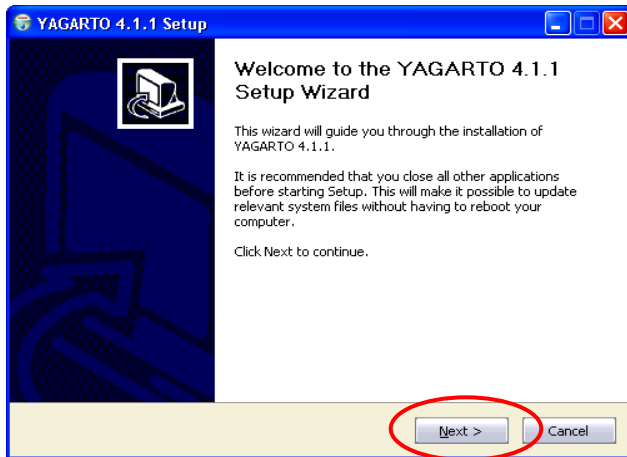 YAGARTO 4.1.1 Setup
Welcome to the YAGARTO 4.1.1
Setup Wizard
This wizard will guide you through the installation of
YAGARTO 4.1.1.
It is recommended that you close all other applications
before starting Setup. This will make it possible to update
relevant system files without having to reboot your
computer.
Click Next to continue.
Next >
Cancel